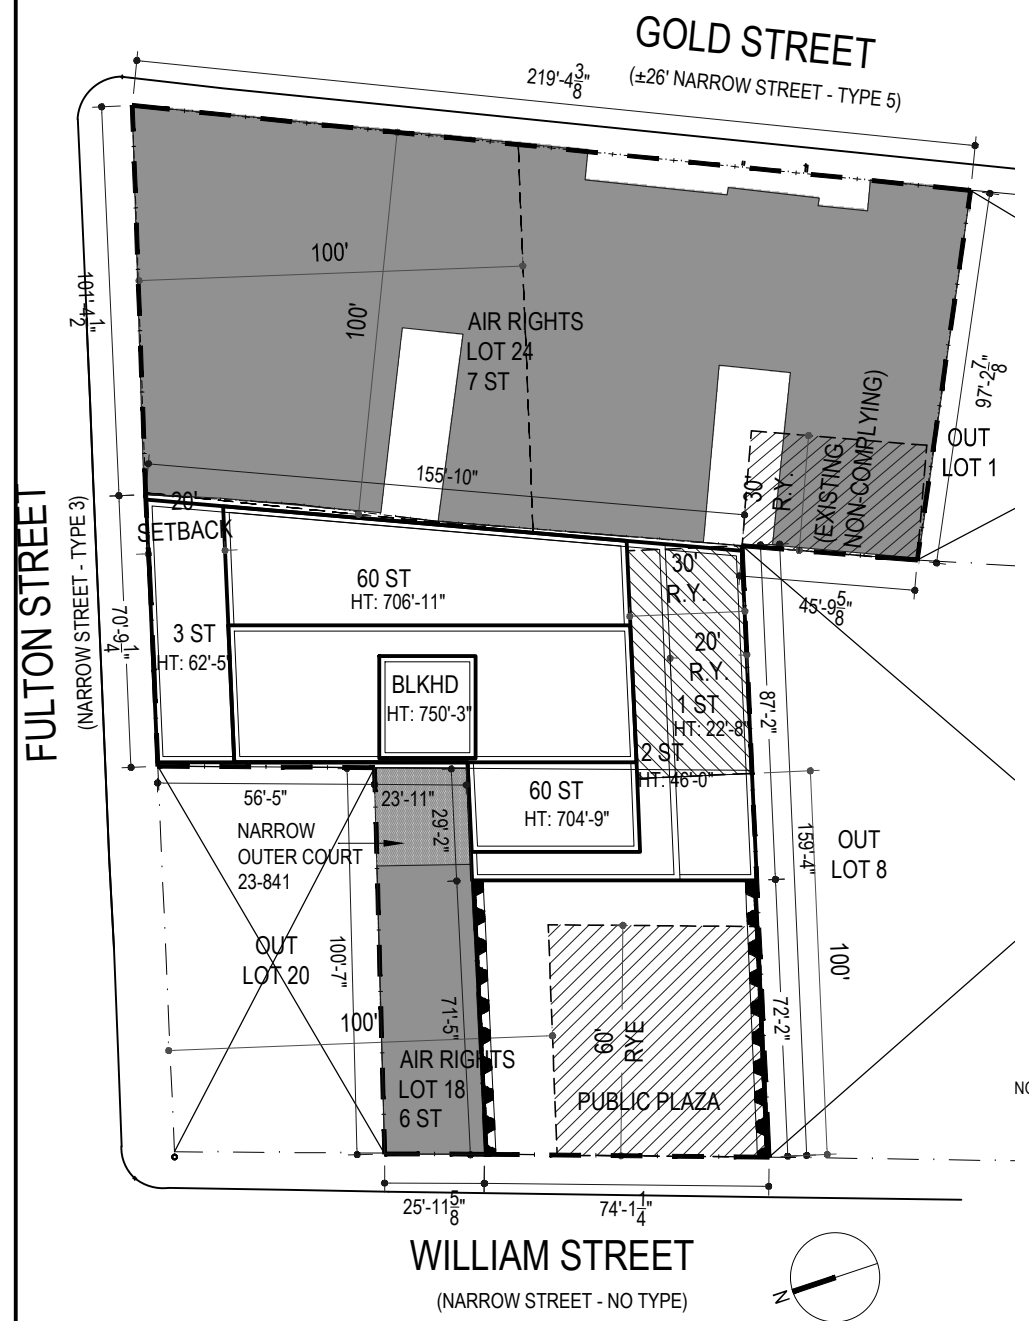 GOLD STREET
(±26' NARROW STREET - TYPE 5)
219'-4 3/8"
100'
100'
101'-4 1/2"
AIR RIGHTS
LOT 24
7 ST
97'-2 7/8"
OUT
LOT 1
(EXISTING
NON-COMPLYING)
30'
R.Y.
155'-10"
20'
SETBACK
FULTON STREET
(NARROW STREET - TYPE 3)
70'-9 1/4"
60 ST
HT: 706'-11"
30'
R.Y.
45'-9 5/8"
3 ST
HT: 62'-5"
20'
R.Y.
BLKHD
HT: 750'-3"
1 ST
HT: 22'-8"
87'-2"
2 ST
HT: 46'-0"
56'-5"
23'-11"
60 ST
HT: 704'-9"
29'-2"
NARROW
OUTER COURT
23-841
159'-4"
OUT
LOT 8
OUT
LOT 20
100'-7"
100'
100'
71'-5"
72'-2"
60'
RYE
AIR RIGHTS
LOT 18
6 ST
PUBLIC PLAZA
NO
25'-11 5/8"
74'-1 1/4"
WILLIAM STREET
(NARROW STREET - NO TYPE)
N